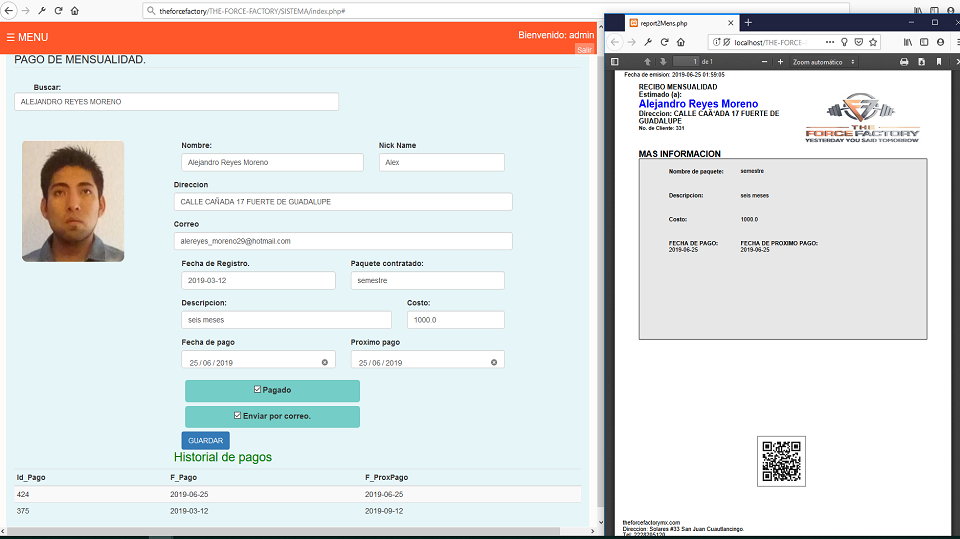 theforcefactory/THE-FORCE-FACTORY/SISTEMA/index.php#
☰ MENU
Bienvenido: admin
Salir
PAGO DE MENSUALIDAD.
Buscar:
ALEJANDRO REYES MORENO
Nombre:
Nick Name
Alejandro Reyes Moreno
Alex
Direccion
CALLE CAÑADA 17 FUERTE DE GUADALUPE
Correo
alereyes_moreno29@hotmail.com
Fecha de Registro.
Paquete contratado:
2019-03-12
semestre
Descripcion:
Costo:
seis meses
1000.0
Fecha de pago
Proximo pago
25 / 06 / 2019
25 / 06 / 2019
Pagado
Enviar por correo.
GUARDAR
Historial de pagos
Id_Pago F_Pago F_ProxPago
424 2019-06-25 2019-06-25
375 2019-03-12 2019-09-12
report2Mens.php
localhost/THE-FORCE-
1 de 1
Zoom automático
Fecha de emision: 2019-06-25 01:59:05
RECIBO MENSUALIDAD
Estimado (a):
Alejandro Reyes Moreno
Direccion: CALLE CAÃ'ADA 17 FUERTE DE
GUADALUPE
No. de Cliente: 331
THE
FORCE FACTORY
YESTERDAY YOU SAID TOMORROW
MAS INFORMACION
Nombre de paquete: semestre
Descripcion: seis meses
Costo: 1000.0
FECHA DE PAGO: FECHA DE PROXIMO PAGO:
2019-06-25 2019-06-25
theforcefactorymx.com
Direccion: Solares #33 San Juan Cuautlancingo.
Tel: 2228205120